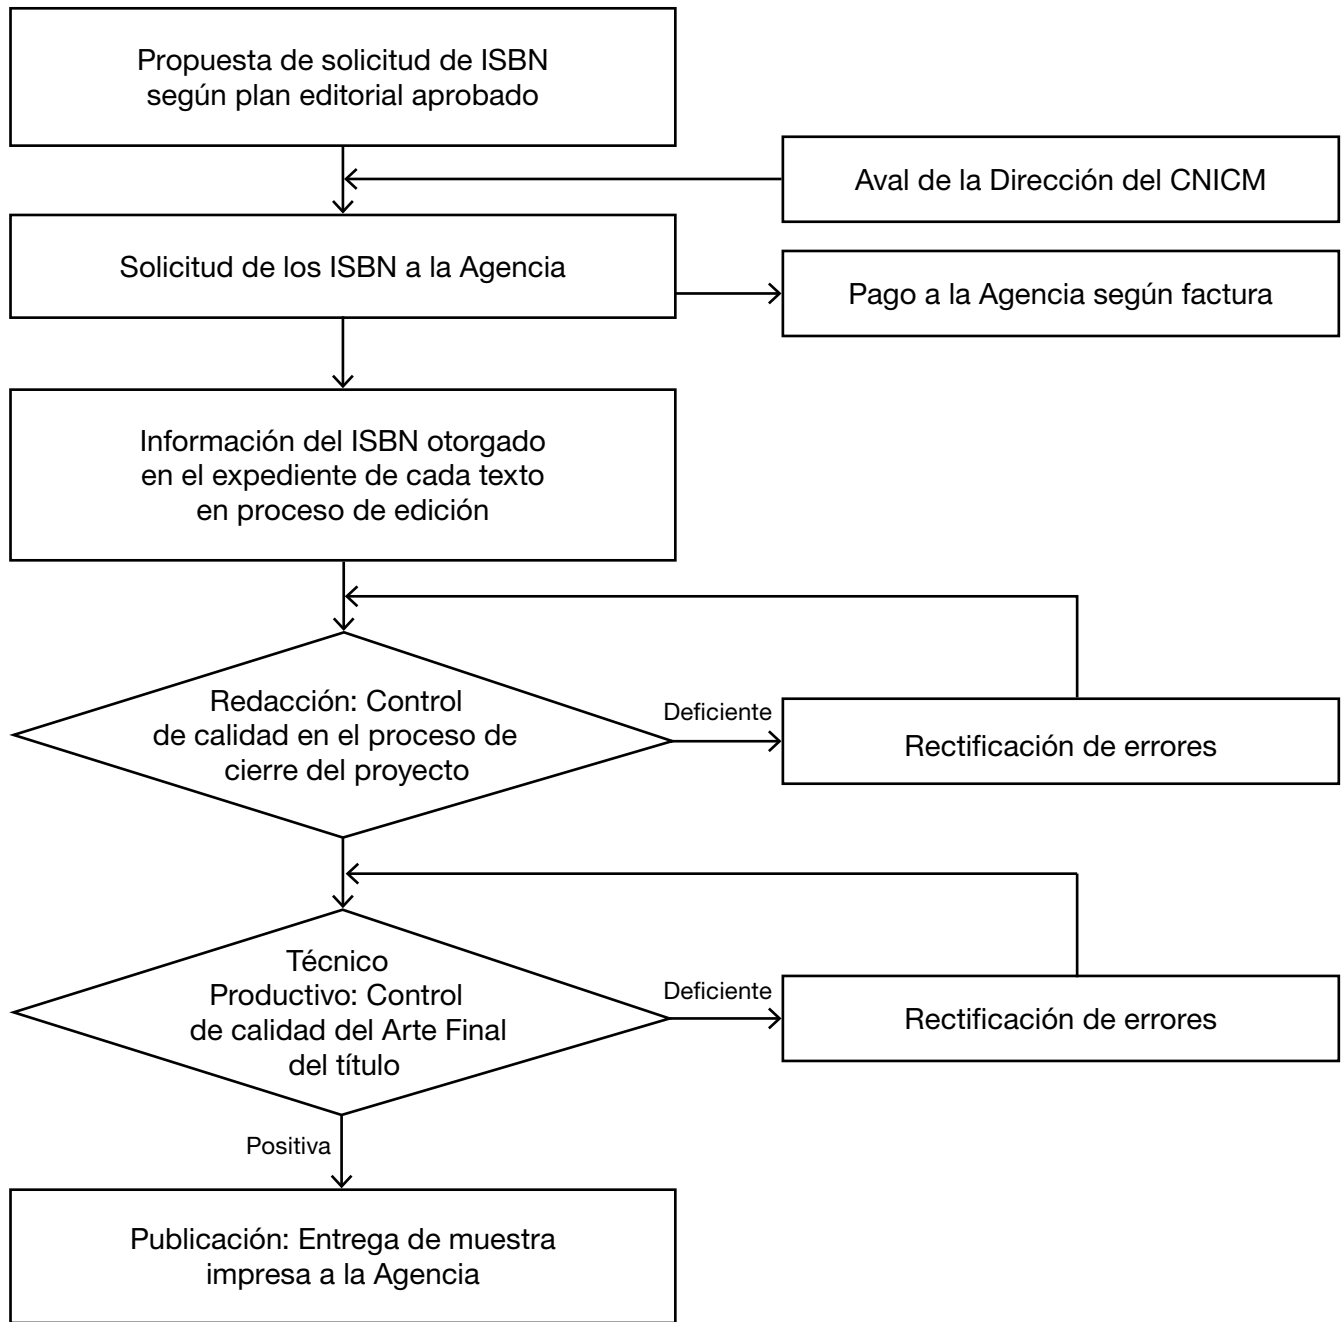 Propuesta de solicitud de ISBN
según plan editorial aprobado
Aval de la Dirección del CNICM
Solicitud de los ISBN a la Agencia
Pago a la Agencia según factura
Información del ISBN otorgado
en el expediente de cada texto
en proceso de edición
Redacción: Control
de calidad en el proceso de
cierre del proyecto
Deficiente
Rectificación de errores
Técnico
Productivo: Control
de calidad del Arte Final
del título
Deficiente
Rectificación de errores
Positiva
Publicación: Entrega de muestra
impresa a la Agencia